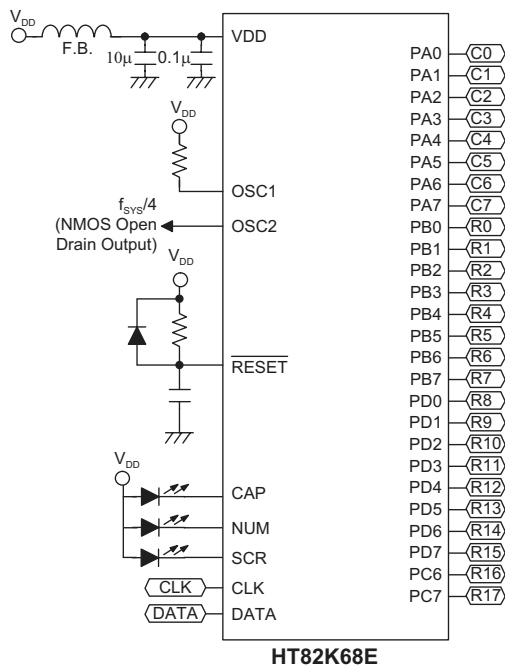 VDD
F.B.
10μ
0.1μ
VDD
VDD
OSC1
fSYS/4
(NMOS Open
Drain Output)
OSC2
VDD
RESET
VDD
CAP
NUM
SCR
CLK CLK
DATA DATA
PA0 C0
PA1 C1
PA2 C2
PA3 C3
PA4 C4
PA5 C5
PA6 C6
PA7 C7
PB0 R0
PB1 R1
PB2 R2
PB3 R3
PB4 R4
PB5 R5
PB6 R6
PB7 R7
PD0 R8
PD1 R9
PD2 R10
PD3 R11
PD4 R12
PD5 R13
PD6 R14
PD7 R15
PC6 R16
PC7 R17
HT82K68E